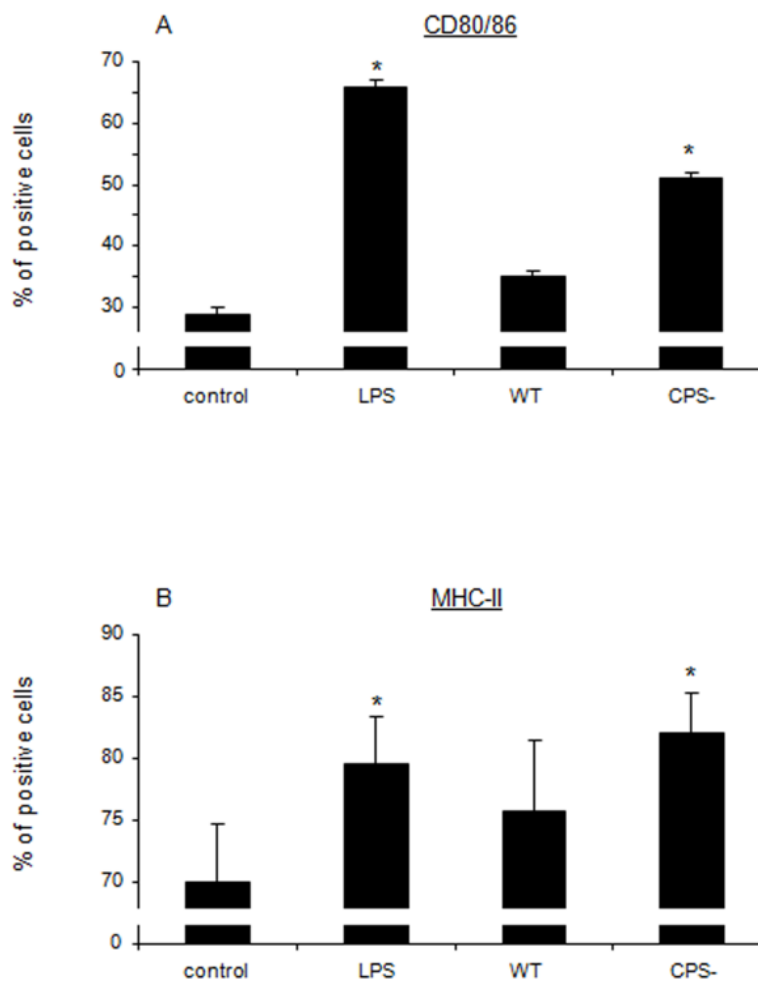 A
CD80/86
% of positive cells
70
*
60
*
50
40
30
0
control LPS WT CPS-
B
MHC-II
% of positive cells
90
*
85
*
80
75
70
0
control LPS WT CPS-